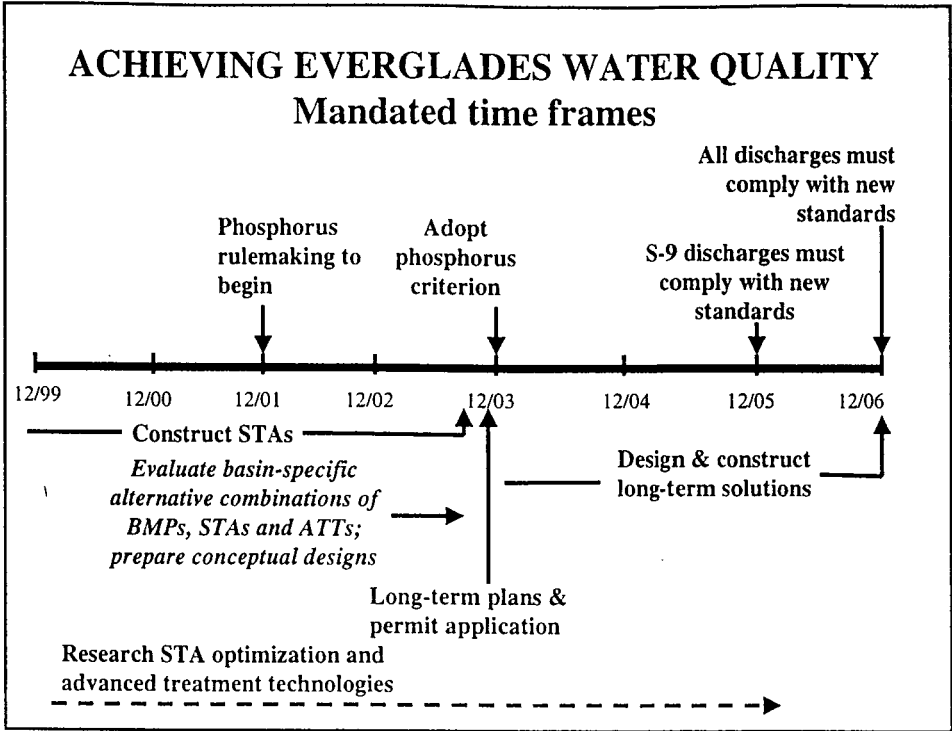 ACHIEVING EVERGLADES WATER QUALITY
Mandated time frames
All discharges must
comply with new
standards
Phosphorus
rulemaking to
begin
Adopt
phosphorus
criterion
S-9 discharges must
comply with new
standards
12/99 12/00 12/01 12/02 12/03 12/04 12/05 12/06
Construct STAs
Evaluate basin-specific
alternative combinations of
BMPs, STAs and ATTs;
prepare conceptual designs
Design & construct
long-term solutions
Long-term plans &
permit application
Research STA optimization and
advanced treatment technologies